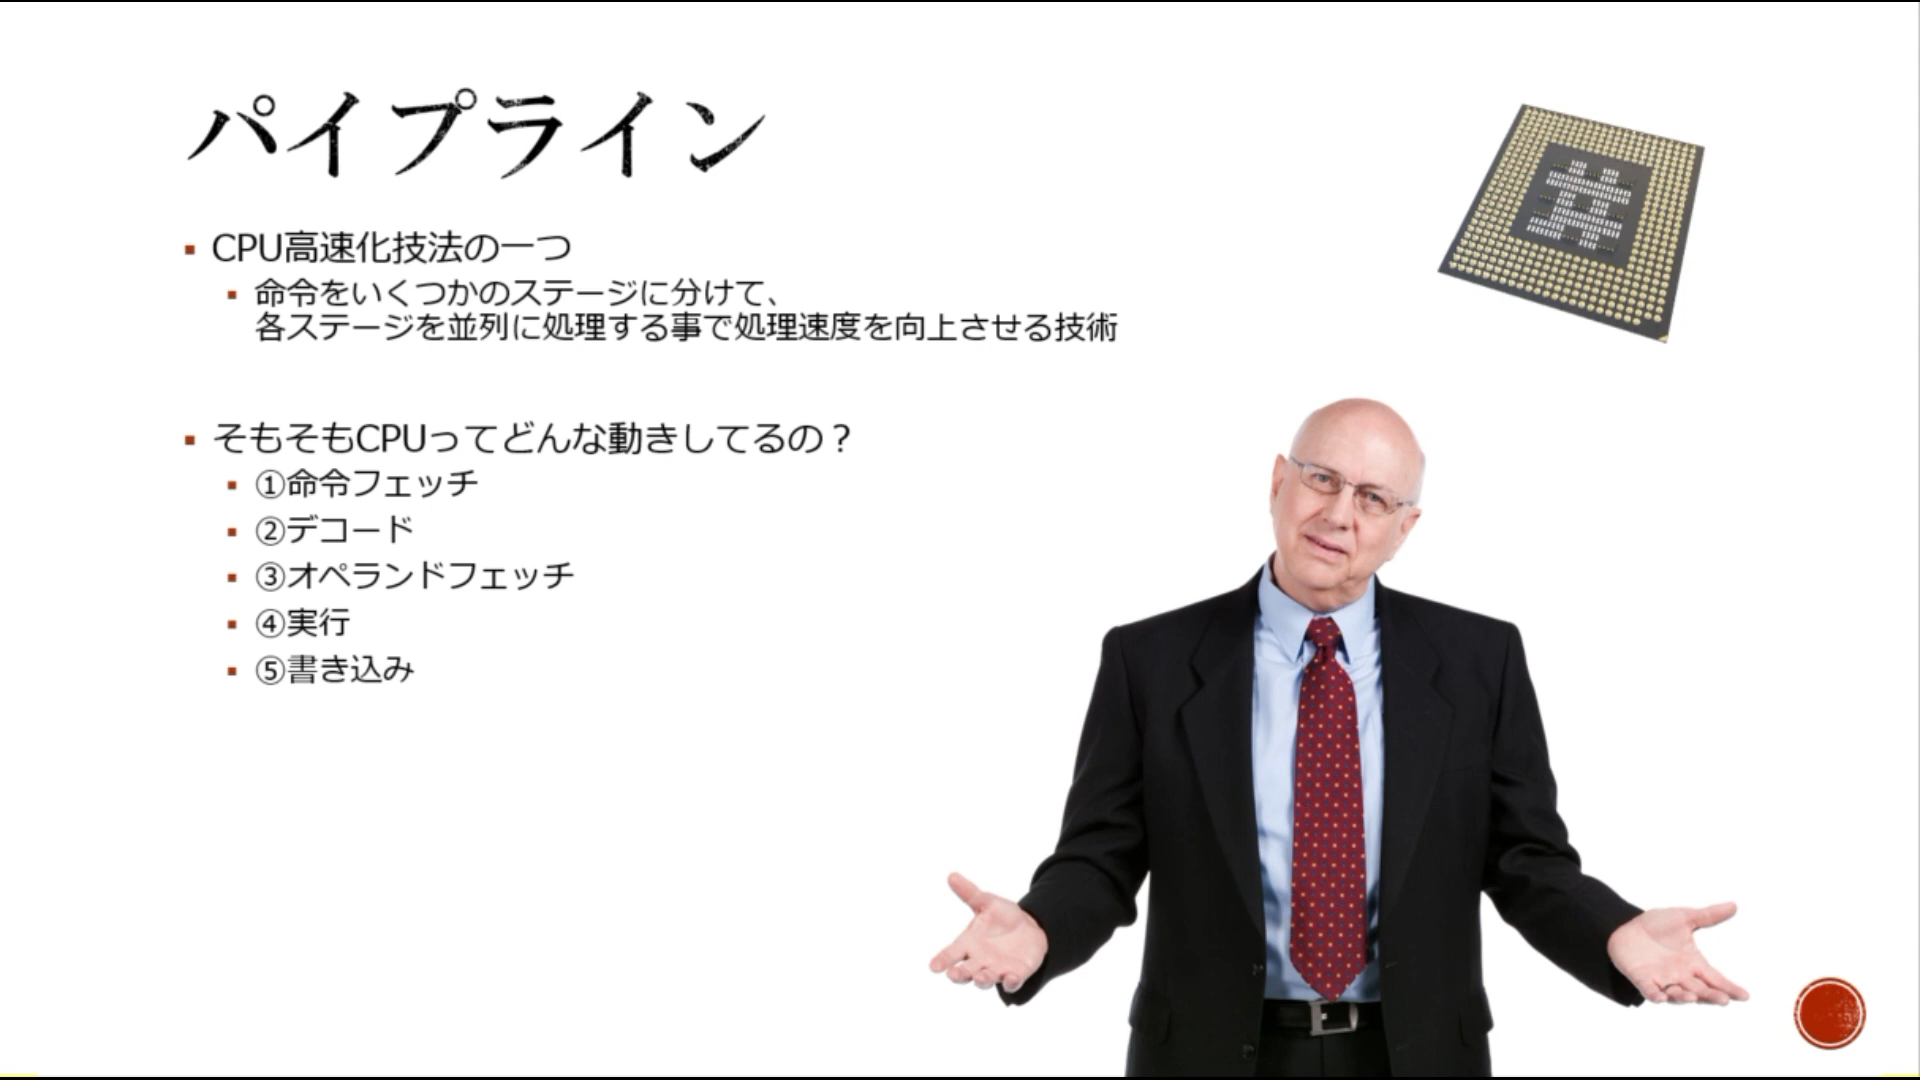 パイプライン
CPU高速化技法の一つ
命令をいくつかのステージに分けて、
各ステージを並列に処理する事で処理速度を向上させる技術
そもそもCPUってどんな動きしてるの？
①命令フェッチ
②デコード
③オペランドフェッチ
④実行
⑤書き込み